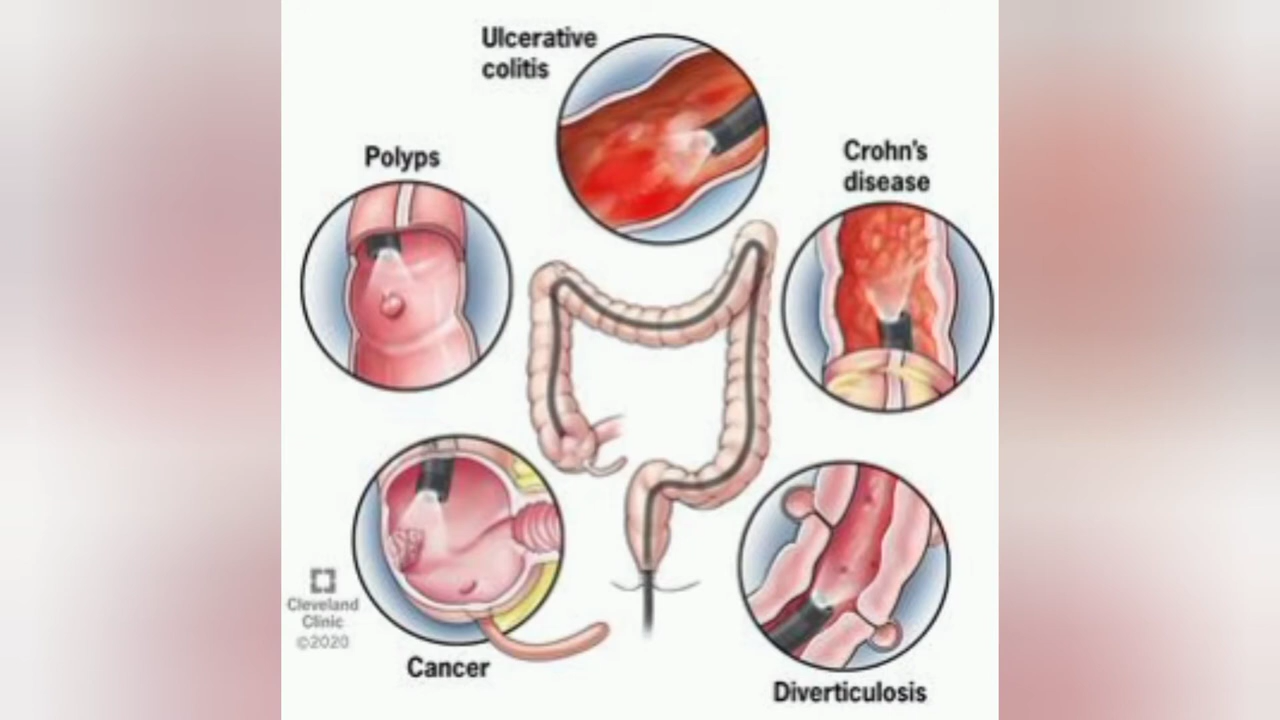 Ulcerative
colitis
Polyps
Crohn's
disease
Cleveland
Clinic
©2020
Cancer
Diverticulosis